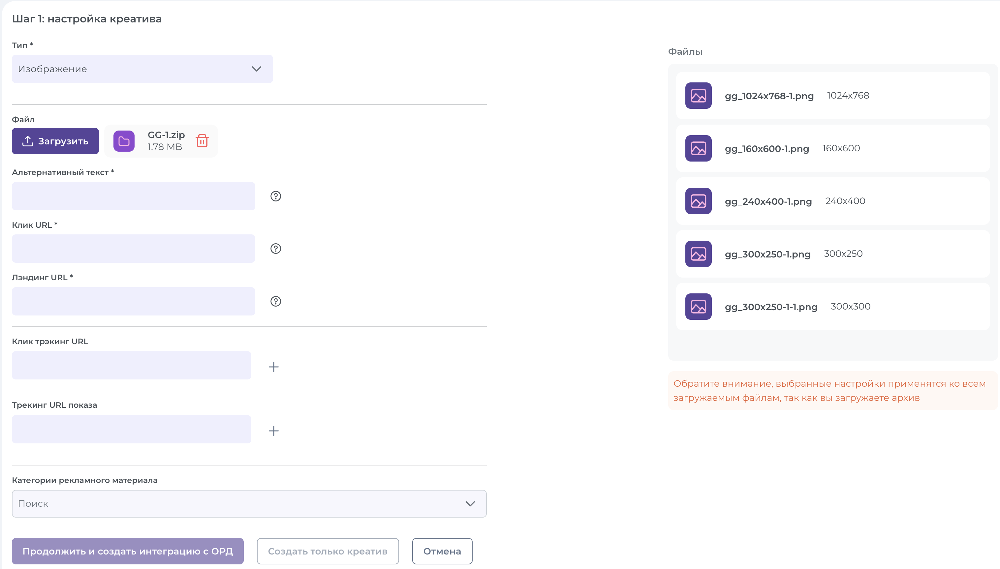 Шаг 1: настройка креатива
Тип *
Изображение
Файл
Загрузить
GG-1.zip
1.78 MB
Альтернативный текст *
Клик URL *
Лэндинг URL *
Клик трэкинг URL
Трекинг URL показа
Категории рекламного материала
Поиск
Продолжить и создать интеграцию с ОРД
Создать только креатив
Отмена
Файлы
gg_1024x768-1.png 1024x768
gg_160x600-1.png 160x600
gg_240x400-1.png 240x400
gg_300x250-1.png 300x250
gg_300x250-1-1.png 300x300
Обратите внимание, выбранные настройки применятся ко всем
загружаемым файлам, так как вы загружаете архив